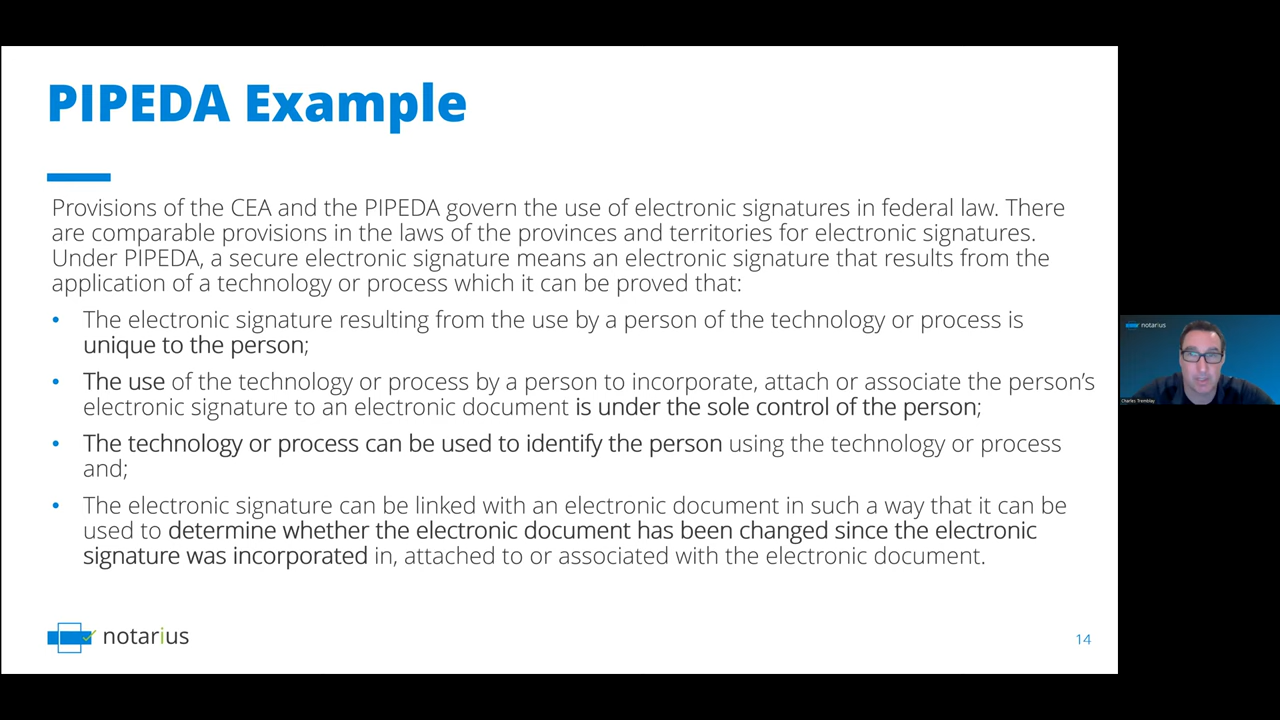 PIPEDA Example
Provisions of the CEA and the PIPEDA govern the use of electronic signatures in federal law. There
are comparable provisions in the laws of the provinces and territories for electronic signatures.
Under PIPEDA, a secure electronic signature means an electronic signature that results from the
application of a technology or process which it can be proved that:
• The electronic signature resulting from the use by a person of the technology or process is
unique to the person;
• The use of the technology or process by a person to incorporate, attach or associate the person's
electronic signature to an electronic document is under the sole control of the person;
• The technology or process can be used to identify the person using the technology or process
and;
• The electronic signature can be linked with an electronic document in such a way that it can be
used to determine whether the electronic document has been changed since the electronic
signature was incorporated in, attached to or associated with the electronic document.
notarius
14
notarius
Charles Tremblay